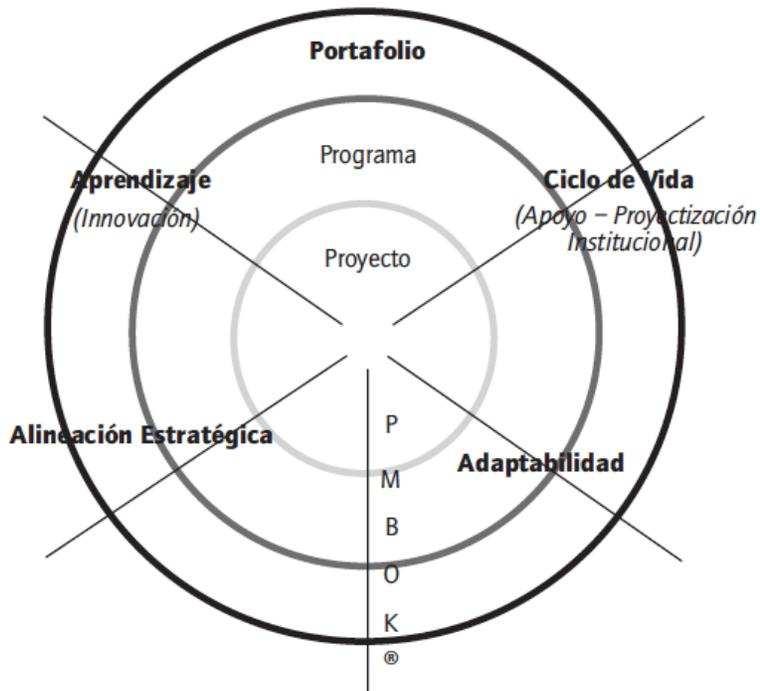 Portafolio
Programa
Aprendizaje
(Innovación)
Ciclo de Vida
(Apoyo – Proyectización
Institucional)
Proyecto
Alineación Estratégica
Adaptabilidad
P
M
B
O
K
®